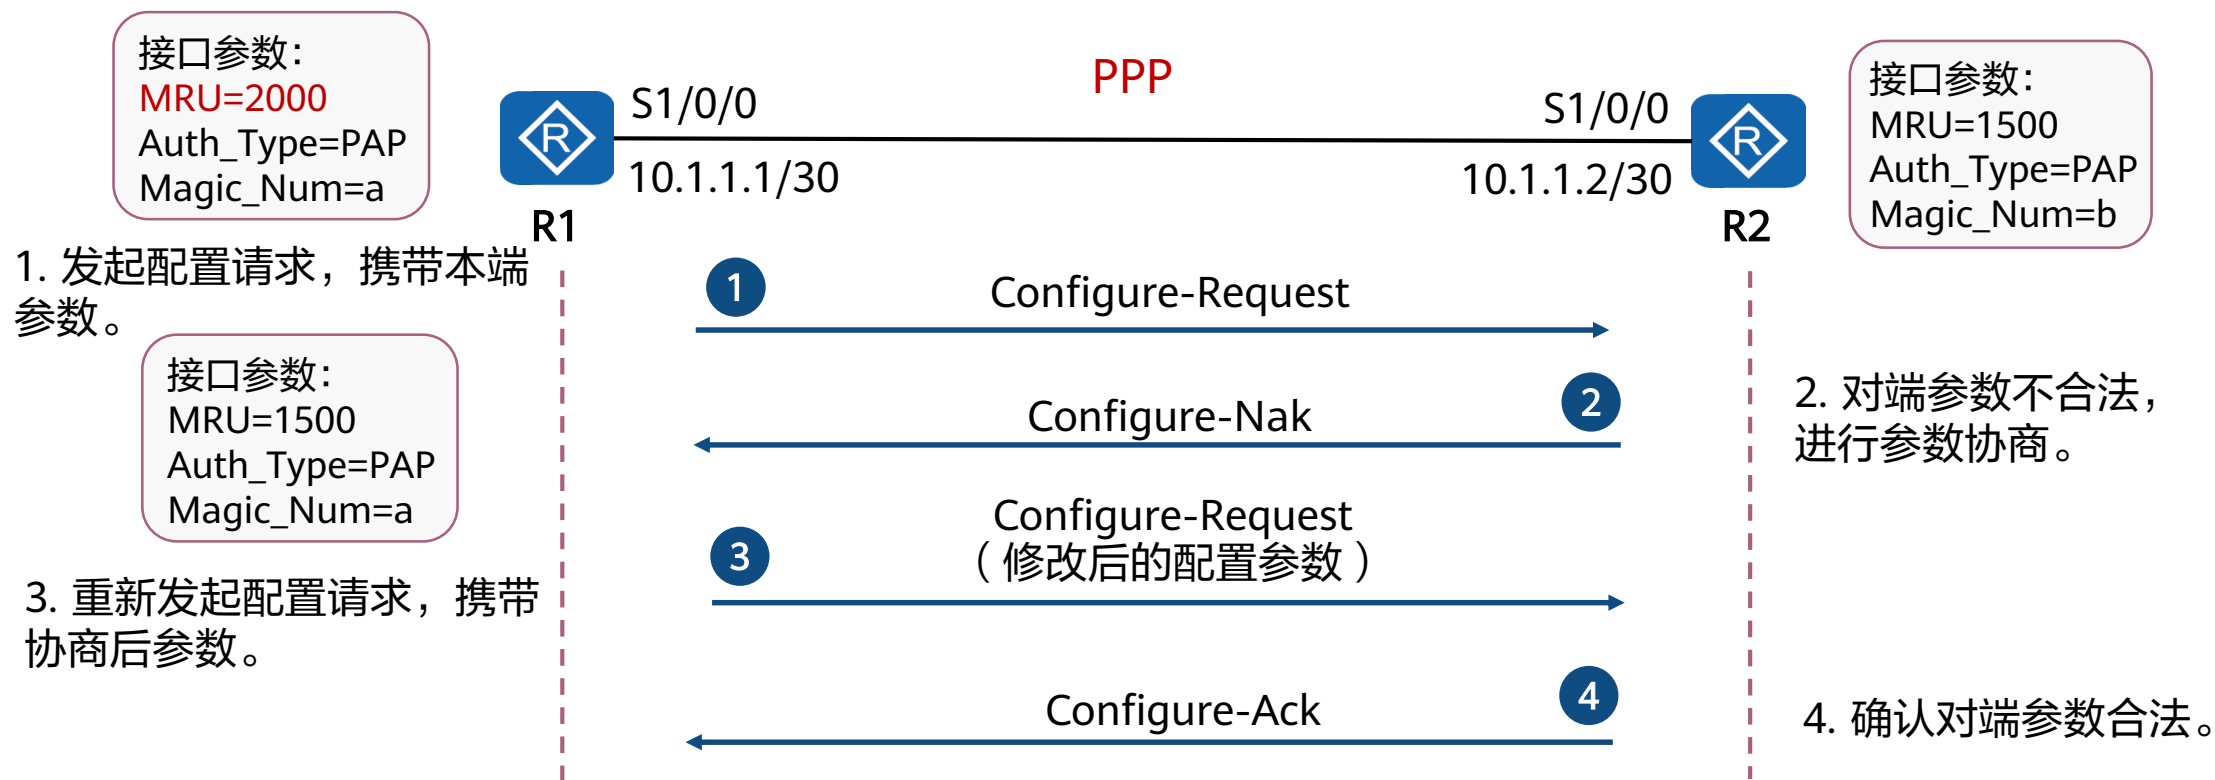 接口参数：
MRU=2000
Auth_Type=PAP
Magic_Num=a
PPP
接口参数：
MRU=1500
Auth_Type=PAP
Magic_Num=b
S1/0/0
S1/0/0
R
R
10.1.1.1/30
10.1.1.2/30
R1
R2
1. 发起配置请求，携带本端
参数。
1
Configure-Request
接口参数：
MRU=1500
Auth_Type=PAP
Magic_Num=a
Configure-Nak
2
2. 对端参数不合法，
进行参数协商。
3
Configure-Request
（修改后的配置参数）
3. 重新发起配置请求，携带
协商后参数。
Configure-Ack
4
4. 确认对端参数合法。